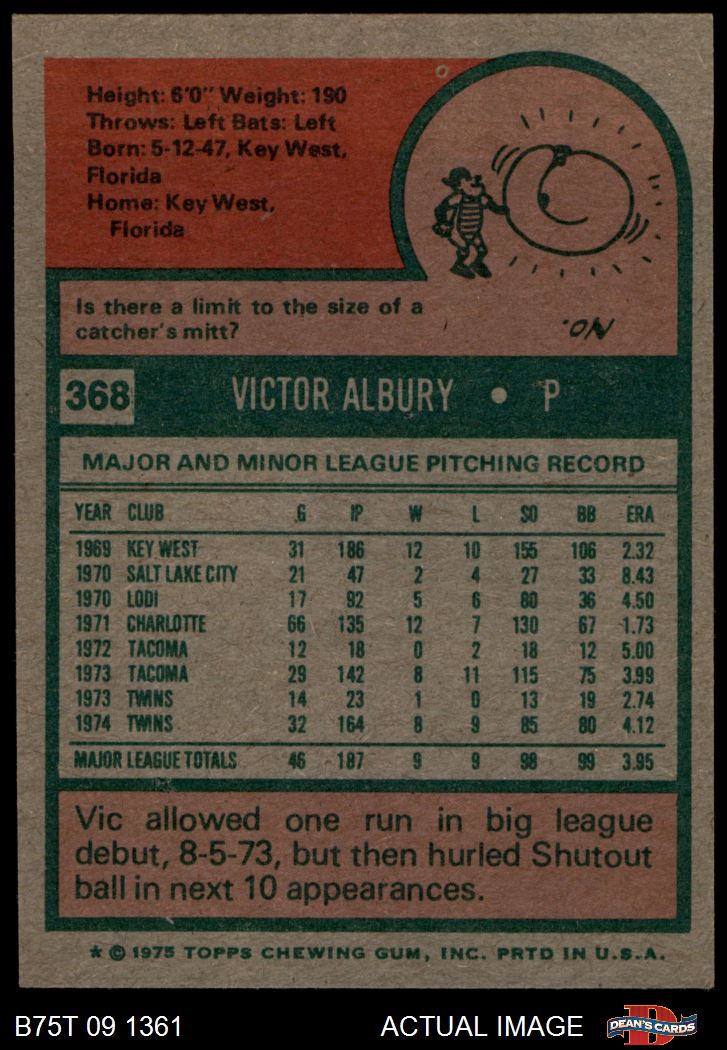 Height: 6'0" Weight: 190
Throws: Left Bats: Left
Born: 5-12-47, Key West,
Florida
Home: Key West,
Florida
Is there a limit to the size of a
catcher's mitt?
NO.
368 VICTOR ALBURY • P
MAJOR AND MINOR LEAGUE PITCHING RECORD
YEAR CLUB G IP W L SO BB ERA
1969 KEY WEST 31 186 12 10 155 106 2.32
1970 SALT LAKE CITY 21 47 2 4 27 33 8.43
1970 LODI 17 92 5 6 80 36 4.50
1971 CHARLOTTE 66 135 12 7 130 67 1.73
1972 TACOMA 12 18 0 2 18 12 5.00
1973 TACOMA 29 142 8 11 115 75 3.99
1973 TWINS 14 23 1 0 13 19 2.74
1974 TWINS 32 164 8 9 85 80 4.12
MAJOR LEAGUE TOTALS 46 187 9 9 98 99 3.95
Vic allowed one run in big league
debut, 8-5-73, but then hurled Shutout
ball in next 10 appearances.
* © 1975 TOPPS CHEWING GUM, INC. PRTD IN U.S.A.
B75T 09 1361 ACTUAL IMAGE D DEAN'S CARDS